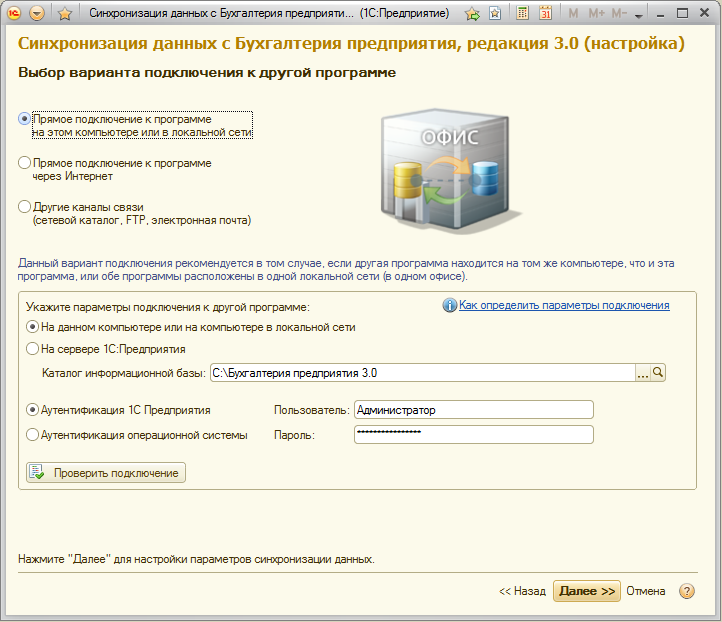 Синхронизация данных с Бухгалтерия предприяти... (1С:Предприятие)
M M+ M-
31
Синхронизация данных с Бухгалтерия предприятия, редакция 3.0 (настройка)
Выбор варианта подключения к другой программе
Прямое подключение к программе
на этом компьютере или в локальной сети
ОФИС
Прямое подключение к программе
через Интернет
Другие каналы связи
(сетевой каталог, FTP, электронная почта)
Данный вариант подключения рекомендуется в том случае, если другая программа находится на том же компьютере, что и эта
программа, или обе программы расположены в одной локальной сети (в одном офисе).
Укажите параметры подключения к другой программе:
Как определить параметры подключения
На данном компьютере или на компьютере в локальной сети
На сервере 1С:Предприятия
Каталог информационной базы: C:\Бухгалтерия предприятия 3.0 ...
Аутентификация 1С Предприятия
Пользователь: Администратор
Аутентификация операционной системы
Пароль: ****************
Проверить подключение
Нажмите "Далее" для настройки параметров синхронизации данных.
<< Назад Далее >> Отмена ?